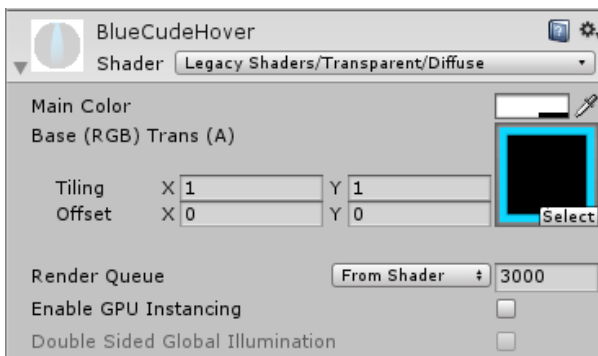 BlueCudeHover
Shader Legacy Shaders/Transparent/Diffuse
Main Color
Base (RGB) Trans (A)
Tiling X 1 Y 1
Offset X 0 Y 0
Select
Render Queue From Shader 3000
Enable GPU Instancing
Double Sided Global Illumination